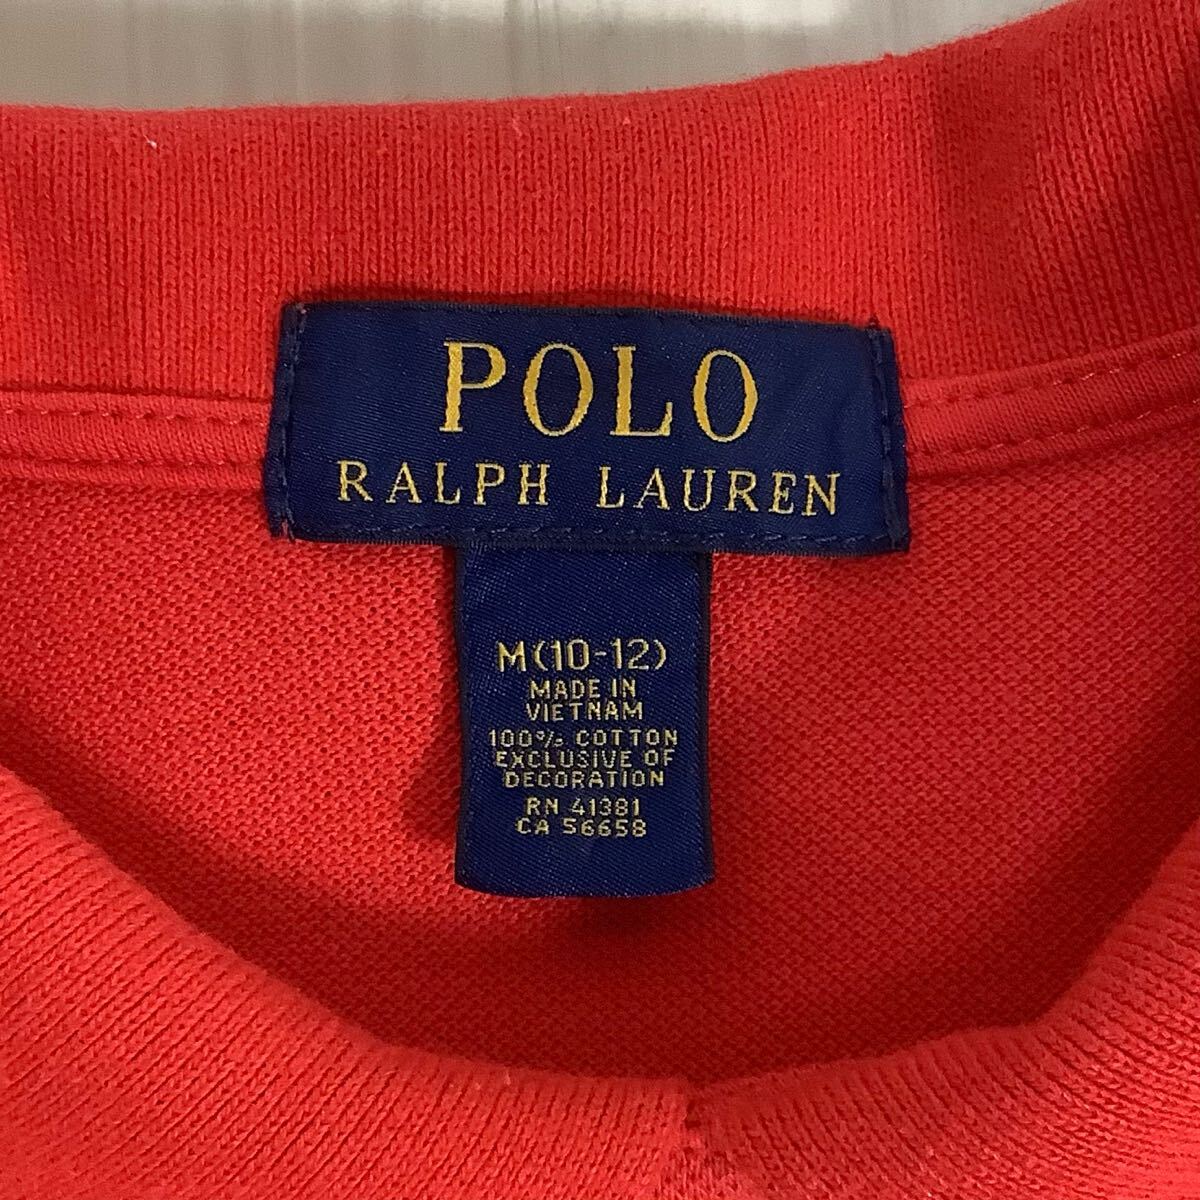 POLO
RALPH LAUREN
M(10-12)
MADE IN
VIETNAM
100% COTTON
EXCLUSIVE OF
DECORATION
RN 41381
CA 56658